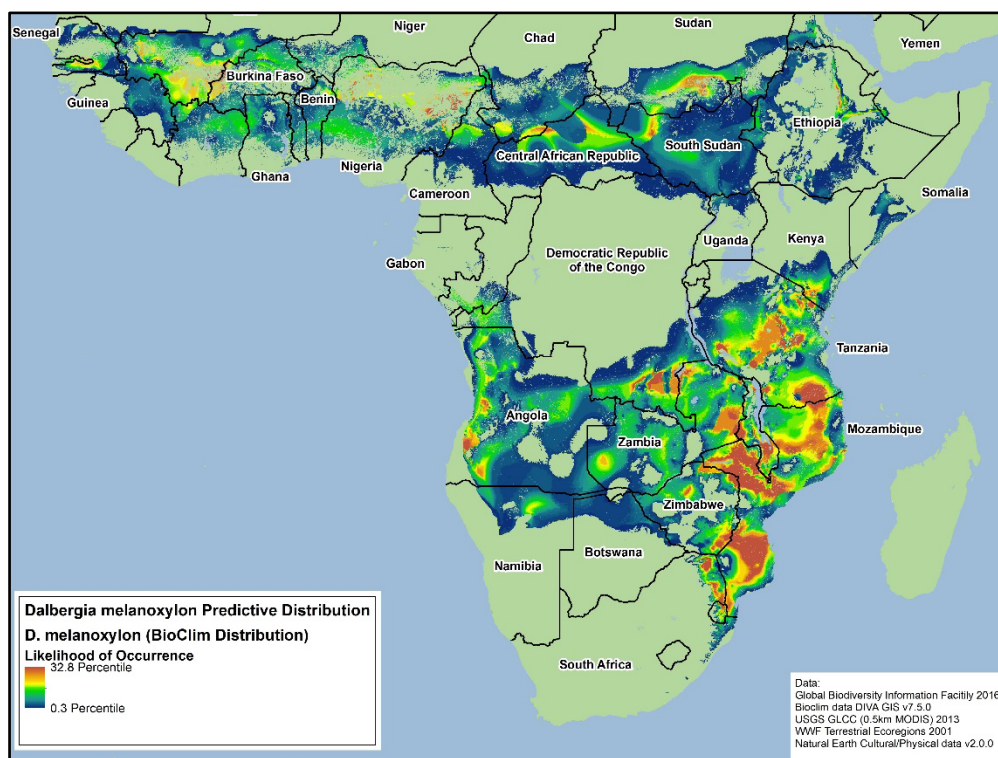 Niger
Sudan
Senegal
Chad
Yemen
Burkina Faso
Guinea
Benin
Ethiopia
South Sudan
Central African Republic
Nigeria
Ghana
Cameroon
Somalia
Uganda
Kenya
Democratic Republic
of the Congo
Gabon
Tanzania
Angola
Mozambique
Zambia
Zimbabwe
Namibia
Botswana
South Africa
Dalbergia melanoxylon Predictive Distribution
D. melanoxylon (BioClim Distribution)
Likelihood of Occurrence
32.8 Percentile
0.3 Percentile
Data:
Global Biodiversity Information Facitily 2016
Bioclim data DIVA GIS v7.5.0
USGS GLCC (0.5km MODIS) 2013
WWF Terrestrial Ecoregions 2001
Natural Earth Cultural/Physical data v2.0.0